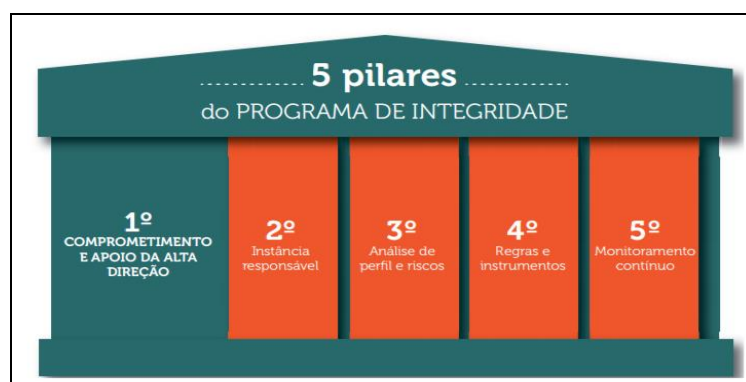 5 pilares
do PROGRAMA DE INTEGRIDADE
1º
COMPROMETIMENTO
E APOIO DA ALTA
DIREÇÃO
2º
Instância
responsável
3º
Análise de
perfil e riscos
4º
Regras e
instrumentos
5º
Monitoramento
contínuo